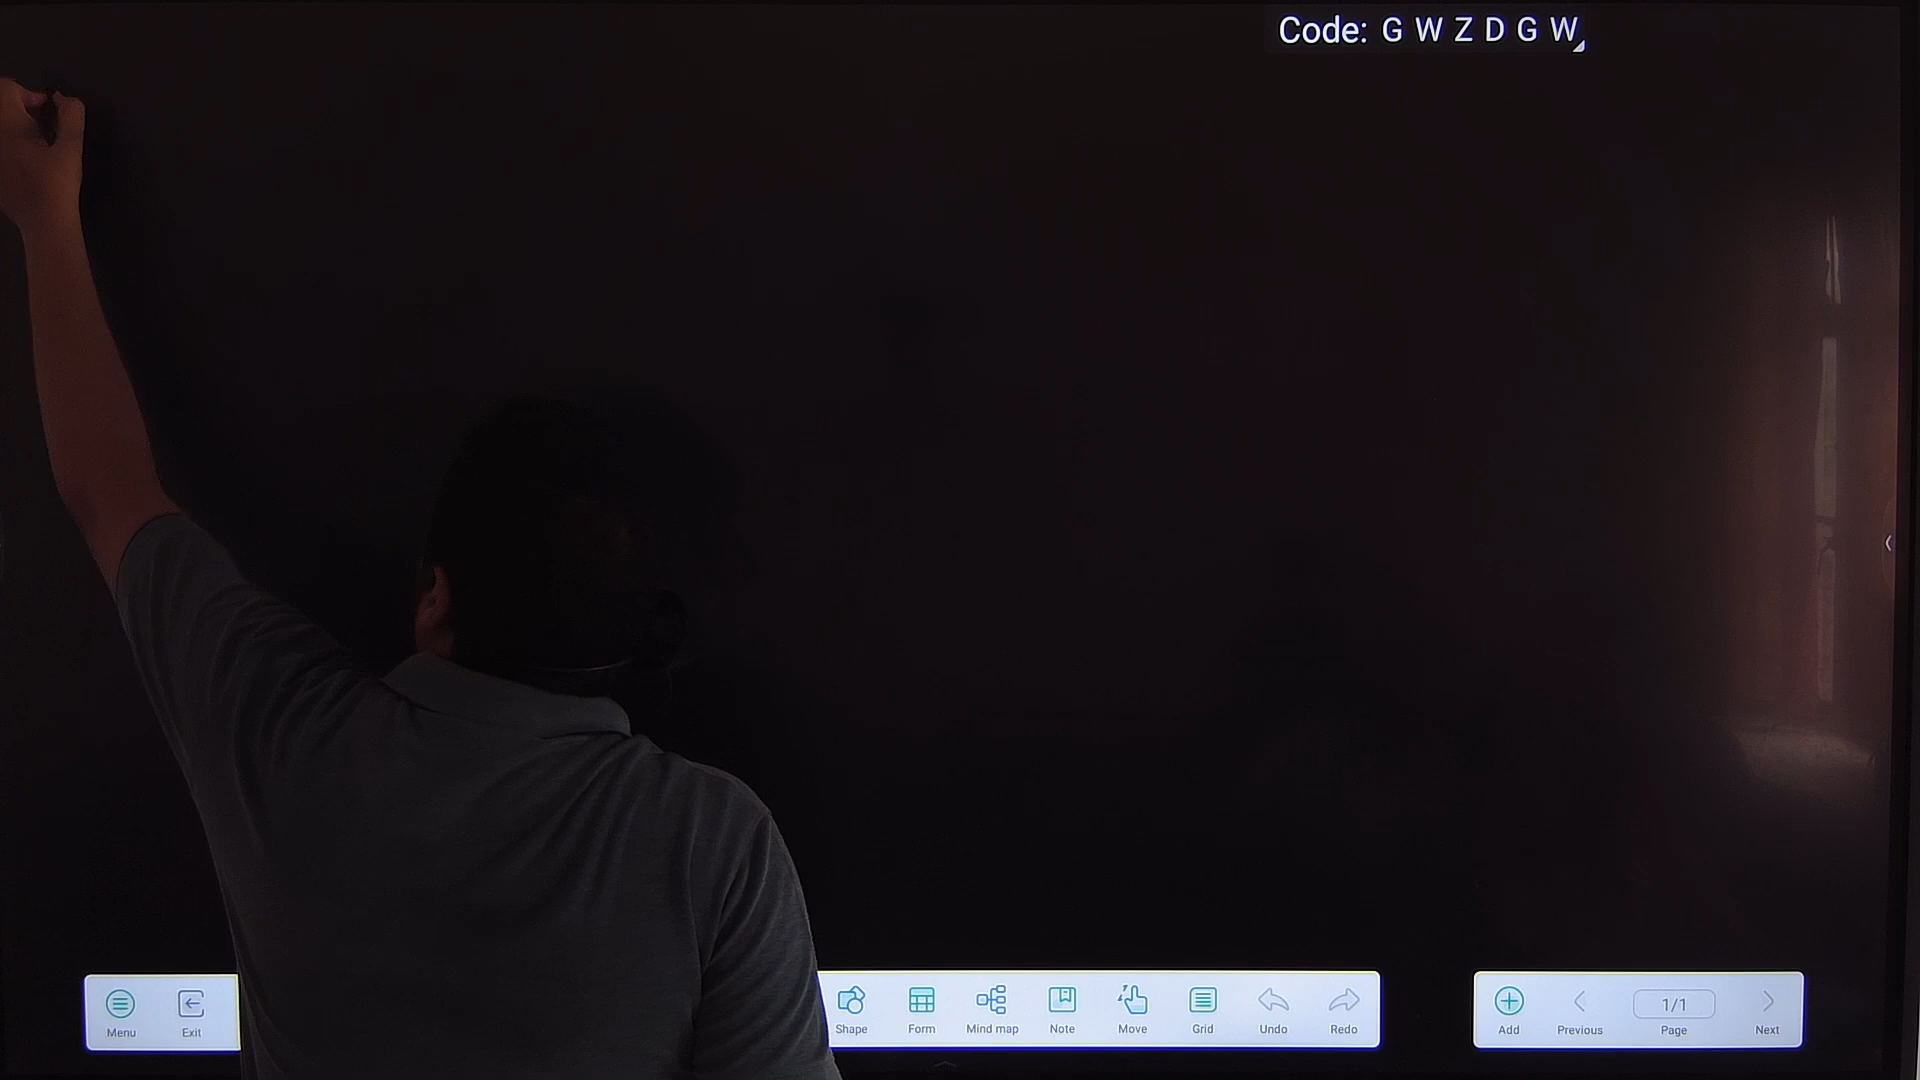 Code: G W Z D G W
Menu
Exit
Shape
Form
Mind map
Note
Move
Grid
Undo
Redo
Add
Previous
1/1
Page
Next